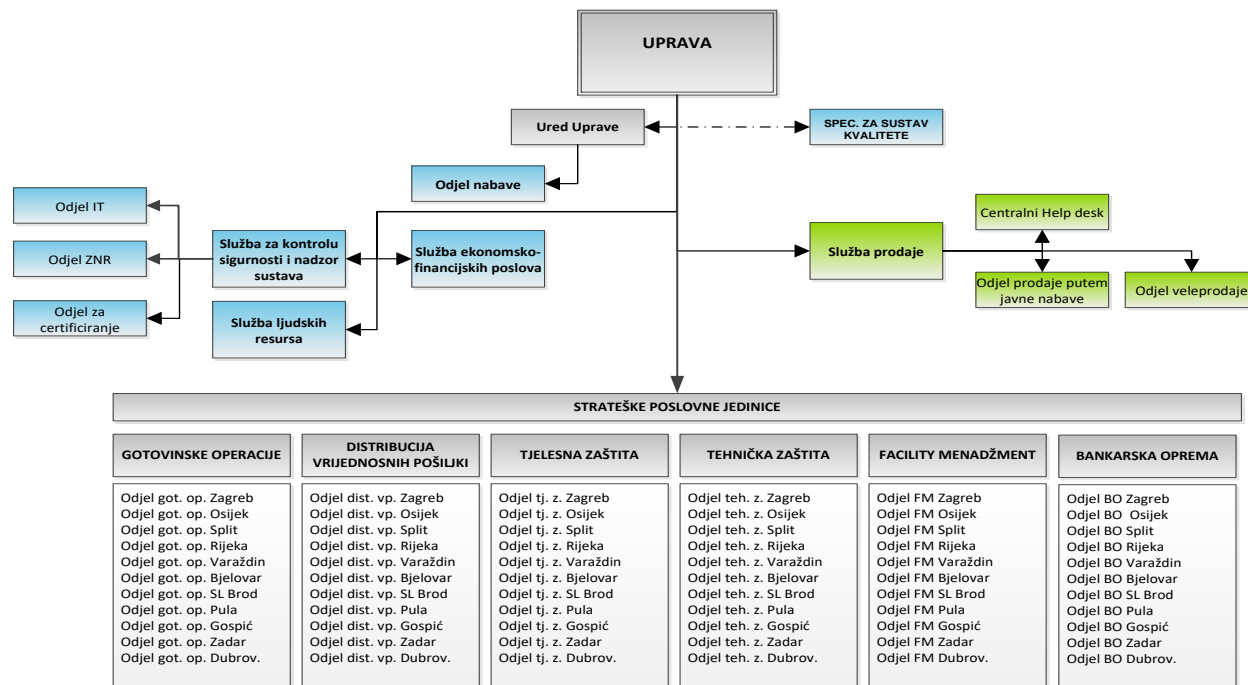 UPRAVA
Ured Uprave
SPEC. ZA SUSTAV
KVALITETE
Odjel nabave
Odjel IT
Odjel ZNR
Odjel za
certificiranje
Služba za kontrolu
sigurnosti i nadzor
sustava
Služba ekonomsko-
financijskih poslova
Služba ljudskih
resursa
Služba prodaje
Centralni Help desk
Odjel prodaje putem
javne nabave
Odjel veleprodaje
STRATEŠKE POSLOVNE JEDINICE
GOTOVINSKE OPERACIJE
Odjel got. op. Zagreb
Odjel got. op. Osijek
Odjel got. op. Split
Odjel got. op. Rijeka
Odjel got. op. Varaždin
Odjel got. op. Bjelovar
Odjel got. op. SL Brod
Odjel got. op. Pula
Odjel got. op. Gospić
Odjel got. op. Zadar
Odjel got. op. Dubrov.
DISTRIBUCIJA
VRIJEDNOSNIH POŠILJKI
Odjel dist. vp. Zagreb
Odjel dist. vp. Osijek
Odjel dist. vp. Split
Odjel dist. vp. Rijeka
Odjel dist. vp. Varaždin
Odjel dist. vp. Bjelovar
Odjel dist. vp. SL Brod
Odjel dist. vp. Pula
Odjel dist. vp. Gospić
Odjel dist. vp. Zadar
Odjel dist. vp. Dubrov.
TJELESNA ZAŠTITA
Odjel tj. z. Zagreb
Odjel tj. z. Osijek
Odjel tj. z. Split
Odjel tj. z. Rijeka
Odjel tj. z. Varaždin
Odjel tj. z. Bjelovar
Odjel tj. z. SL Brod
Odjel tj. z. Pula
Odjel tj. z. Gospić
Odjel tj. z. Zadar
Odjel tj. z. Dubrov.
TEHNIČKA ZAŠTITA
Odjel teh. z. Zagreb
Odjel teh. z. Osijek
Odjel teh. z. Split
Odjel teh. z. Rijeka
Odjel teh. z. Varaždin
Odjel teh. z. Bjelovar
Odjel teh. z. SL Brod
Odjel teh. z. Pula
Odjel teh. z. Gospić
Odjel teh. z. Zadar
Odjel teh. z. Dubrov.
FACILITY MENADŽMENT
Odjel FM Zagreb
Odjel FM Osijek
Odjel FM Split
Odjel FM Rijeka
Odjel FM Varaždin
Odjel FM Bjelovar
Odjel FM SL Brod
Odjel FM Pula
Odjel FM Gospić
Odjel FM Zadar
Odjel FM Dubrov.
BANKARSKA OPREMA
Odjel BO Zagreb
Odjel BO Osijek
Odjel BO Split
Odjel BO Rijeka
Odjel BO Varaždin
Odjel BO Bjelovar
Odjel BO SL Brod
Odjel BO Pula
Odjel BO Gospić
Odjel BO Zadar
Odjel BO Dubrov.